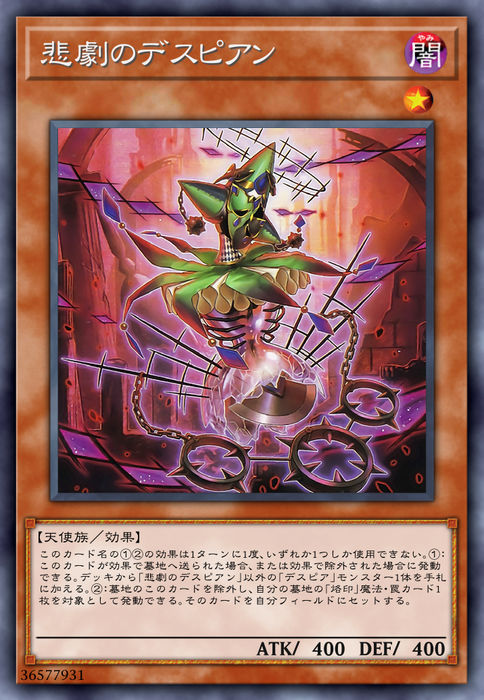 悲劇のデスピアン
やみ
闇
【天使族／効果】
このカード名の①②の効果は1ターンに1度、いずれか1つしか使用できない。①：
このカードが効果で墓地へ送られた場合、または効果で除外された場合に発動
できる。デッキから「悲劇のデスピアン」以外の「デスピア」モンスター1体を手札
に加える。②：墓地のこのカードを除外し、自分の墓地の「烙印」魔法・罠カード1
枚を対象として発動できる。そのカードを自分フィールドにセットする。
ATK/ 400 DEF/ 400
36577931